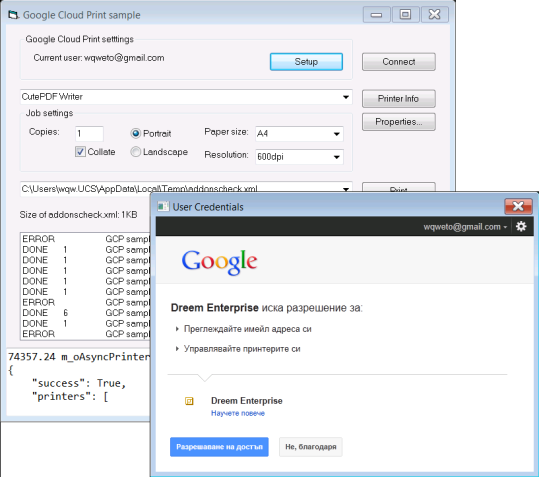 Google Cloud Print sample
Google Cloud Print setttings
Current user: wqweto@gmail.com
Setup
Connect
CutePDF Writer
Printer Info
Job settings
Properties...
Copies: 1
Portrait
Paper size: A4
Collate
Landscape
Resolution: 600dpi
C:\Users\wqw.UCS\AppData\Local\Temp\addonscheck.xml
Print
Size of addonscheck.xml: 1KB
ERROR GCP sampl
DONE 1 GCP sampl
DONE 1 GCP sampl
DONE 1 GCP sampl
DONE 1 GCP sampl
ERROR GCP sampl
DONE 6 GCP sampl
DONE 1 GCP sampl
ERROR GCP sampl
74357.24 m_oAsyncPrinter
{
"success": True,
"printers": [
User Credentials
wqweto@gmail.com
Google
Dreem Enterprise иска разрешение за:
Преглеждайте имейл адреса си
Управлявайте принтерите си
Dreem Enterprise
Научете повече
Разрешаване на достъп
Не, благодаря